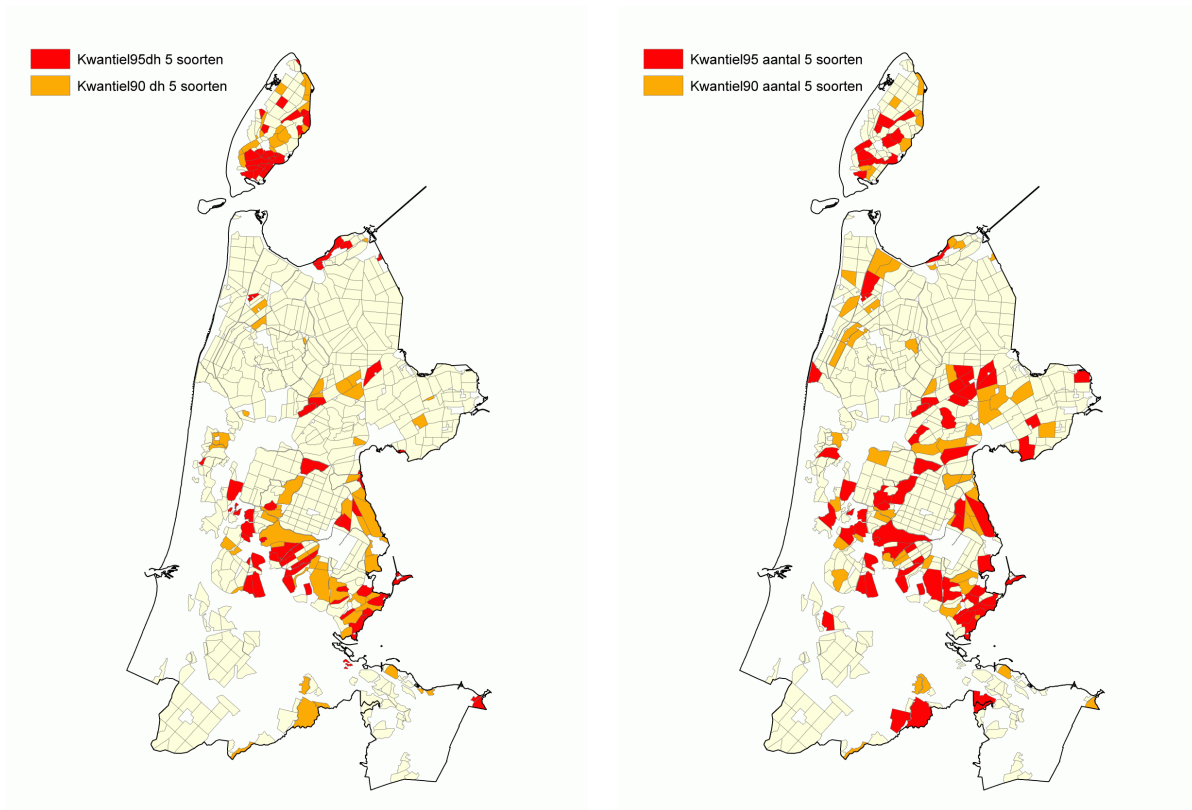 Kwantiel95dh 5 soorten
Kwantiel90 dh 5 soorten
Kwantiel95 aantal 5 soorten
Kwantiel90 aantal 5 soorten